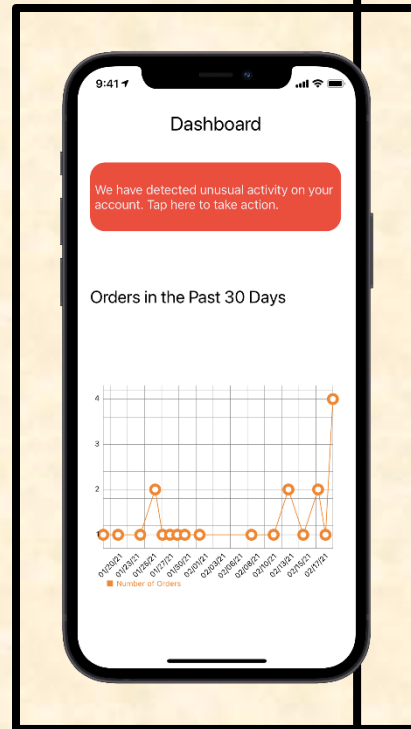 9:41
Dashboard
We have detected unusual activity on your
account. Tap here to take action.
Orders in the Past 30 Days
4
3
2
1
01/20/21 01/23/21 01/26/21 01/27/21 01/30/21 02/01/21 02/03/21 02/06/21 02/08/21 02/10/21 02/13/21 02/15/21 02/17/21
Number of Orders